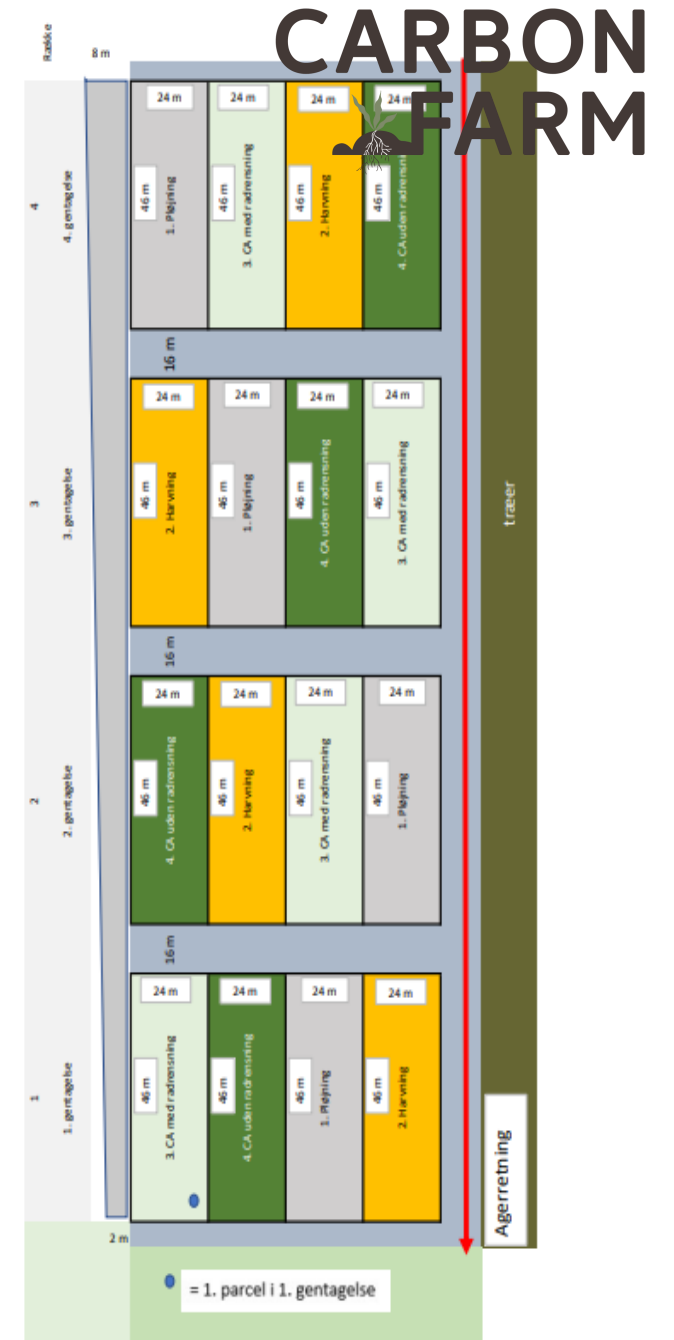 CARBON
FARM
Række
8 m
4
4. gentagelse
24 m
24 m
24 m
24 m
46 m
1. Pløjning
46 m
3. CA med radrensning
46 m
2. Harvning
46 m
4. CA uden radrensning
16 m
3
3. gentagelse
24 m
24 m
24 m
24 m
46 m
2. Harvning
46 m
1. Pløjning
46 m
4. CA uden radrensning
46 m
3. CA med radrensning
træer
16 m
2
2. gentagelse
24 m
24 m
24 m
24 m
46 m
4. CA uden radrensning
46 m
2. Harvning
46 m
3. CA med radrensning
46 m
1. Pløjning
16 m
1
1. gentagelse
24 m
24 m
24 m
24 m
46 m
3. CA med radrensning
46 m
4. CA uden radrensning
46 m
1. Pløjning
46 m
2. Harvning
Agerretning
2 m
= 1. parcel i 1. gentagelse